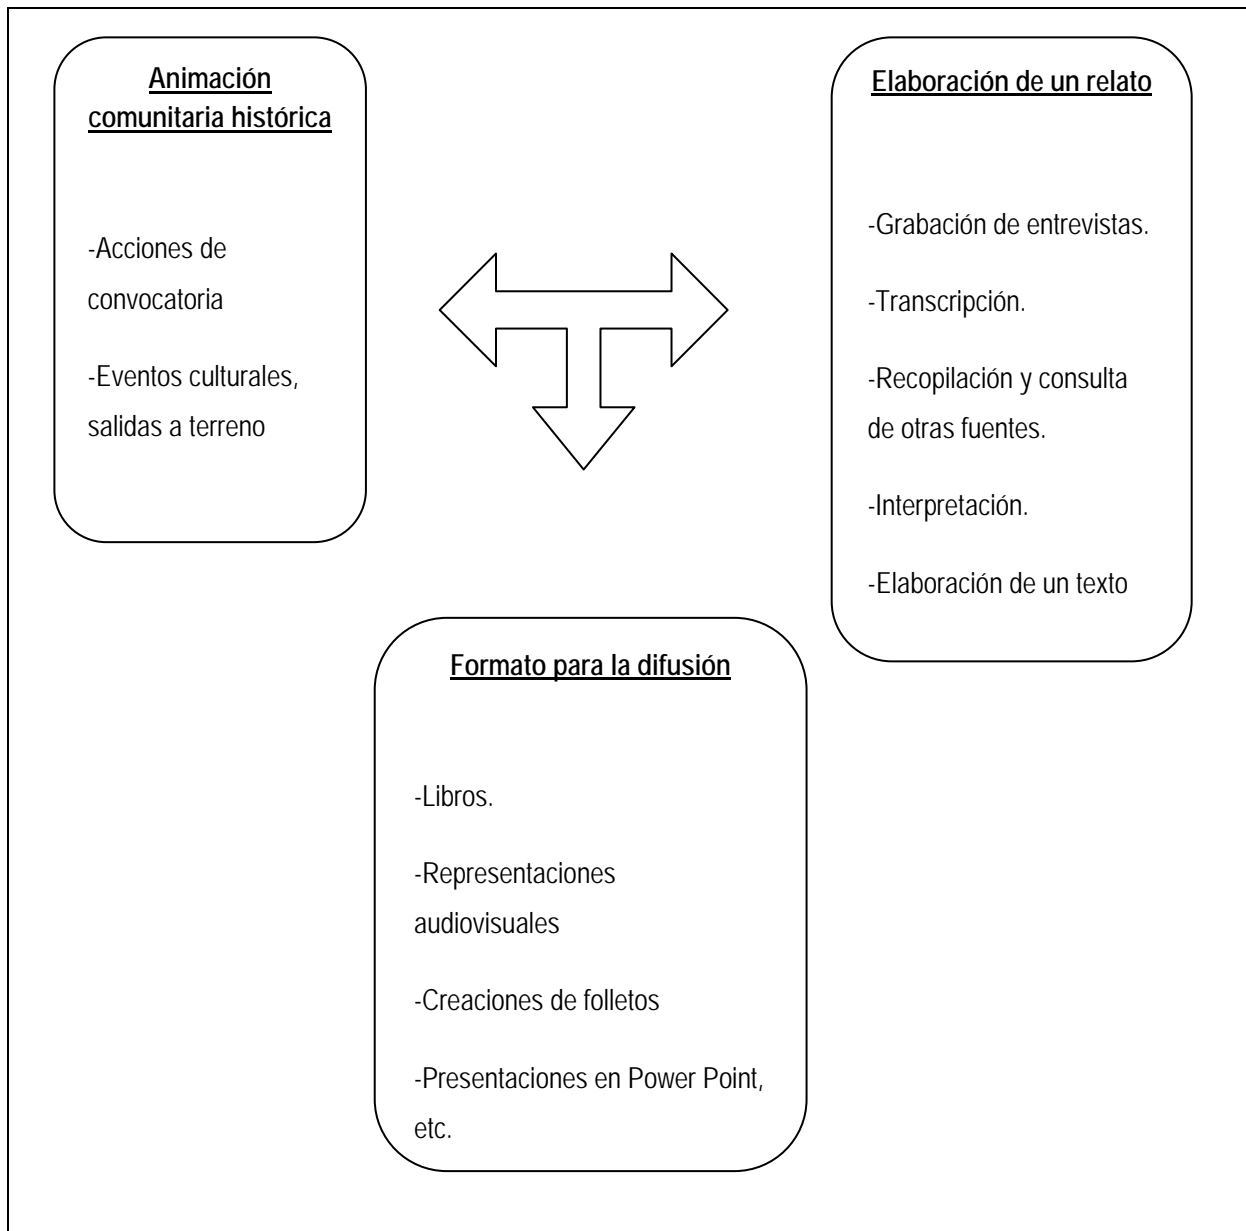 Animación
comunitaria histórica
-Acciones de
convocatoria
-Eventos culturales,
salidas a terreno
Elaboración de un relato
-Grabación de entrevistas.
-Transcripción.
-Recopilación y consulta
de otras fuentes.
-Interpretación.
-Elaboración de un texto
Formato para la difusión
-Libros.
-Representaciones
audiovisuales
-Creaciones de folletos
-Presentaciones en Power Point,
etc.